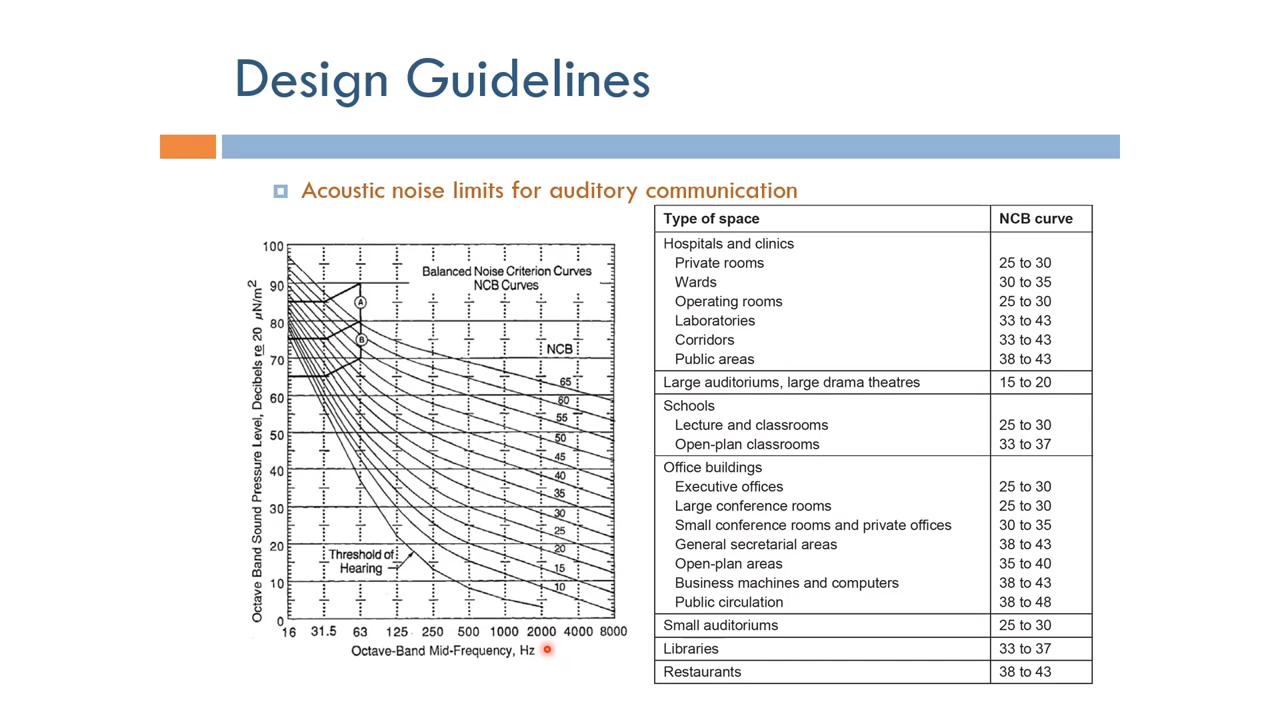 Design Guidelines
Acoustic noise limits for auditory communication
100
90
80
70
60
50
40
30
20
10
0
Octave Band Sound Pressure Level, Decibels re 20 μN/m²
Balanced Noise Criterion Curves
NCB Curves
A
B
NCB
65
60
55
50
45
40
35
30
25
20
15
10
Threshold of
Hearing
16 31.5 63 125 250 500 1000 2000 4000 8000
Octave-Band Mid-Frequency, Hz
Type of space NCB curve
Hospitals and clinics
Private rooms 25 to 30
Wards 30 to 35
Operating rooms 25 to 30
Laboratories 33 to 43
Corridors 33 to 43
Public areas 38 to 43
Large auditoriums, large drama theatres 15 to 20
Schools
Lecture and classrooms 25 to 30
Open-plan classrooms 33 to 37
Office buildings
Executive offices 25 to 30
Large conference rooms 25 to 30
Small conference rooms and private offices 30 to 35
General secretarial areas 38 to 43
Open-plan areas 35 to 40
Business machines and computers 38 to 43
Public circulation 38 to 48
Small auditoriums 25 to 30
Libraries 33 to 37
Restaurants 38 to 43